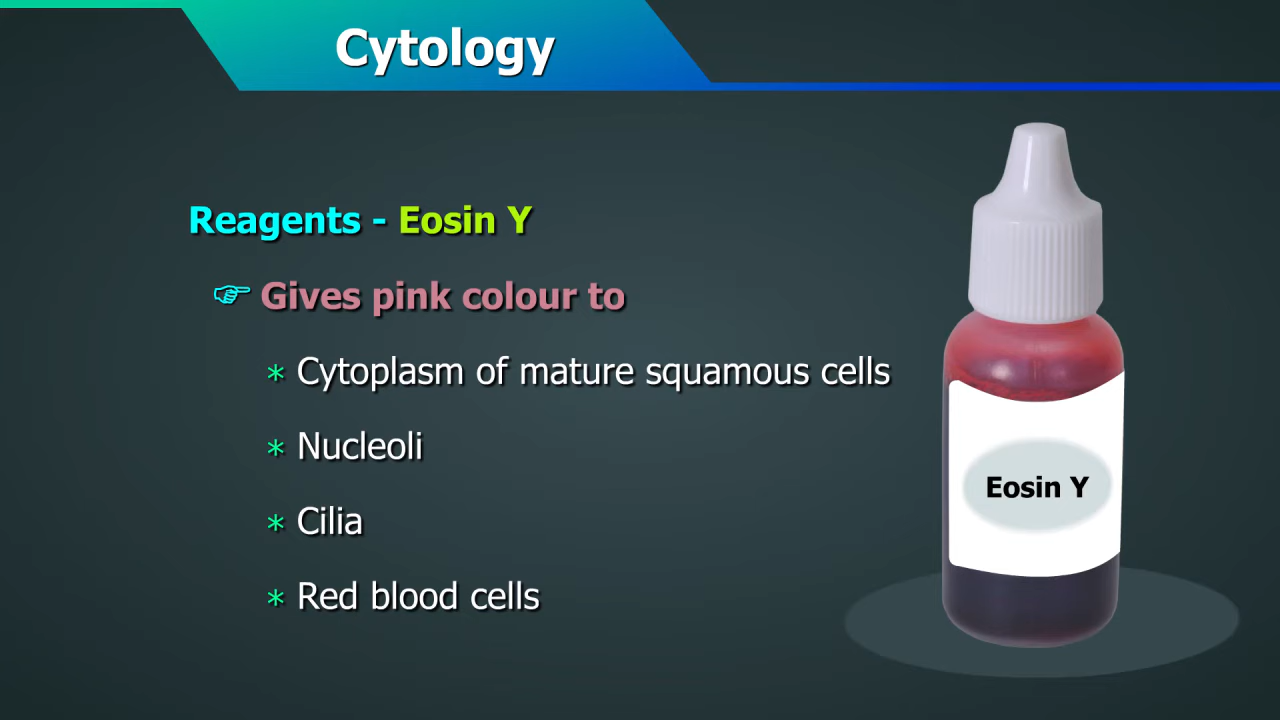 Cytology
Reagents - Eosin Y
☞ Gives pink colour to
* Cytoplasm of mature squamous cells
* Nucleoli
* Cilia
* Red blood cells
Eosin Y